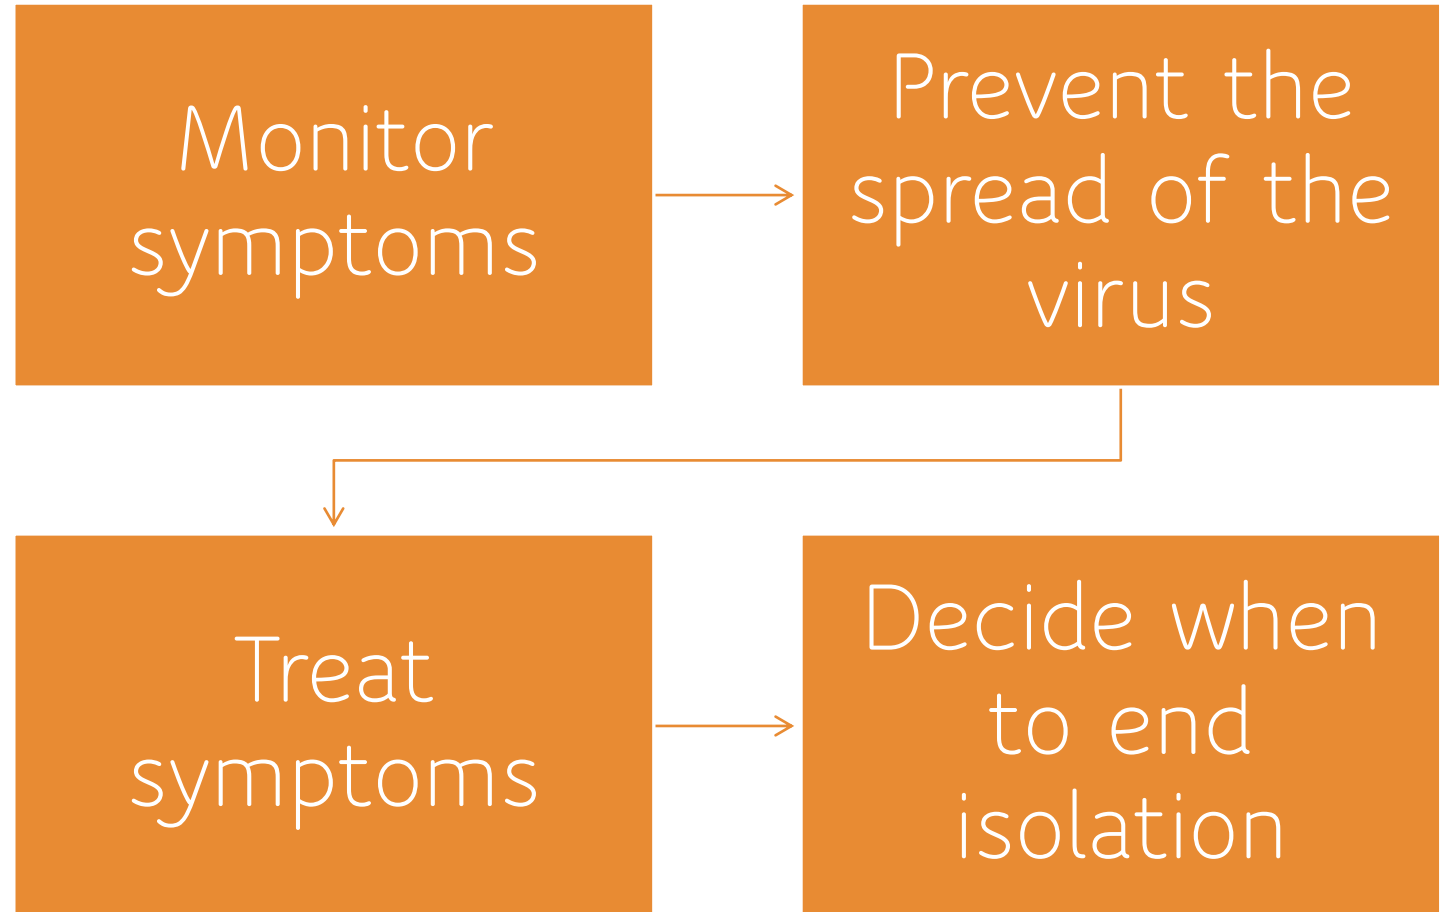 Monitor
symptoms
Prevent the
spread of the
virus
Treat
symptoms
Decide when
to end
isolation